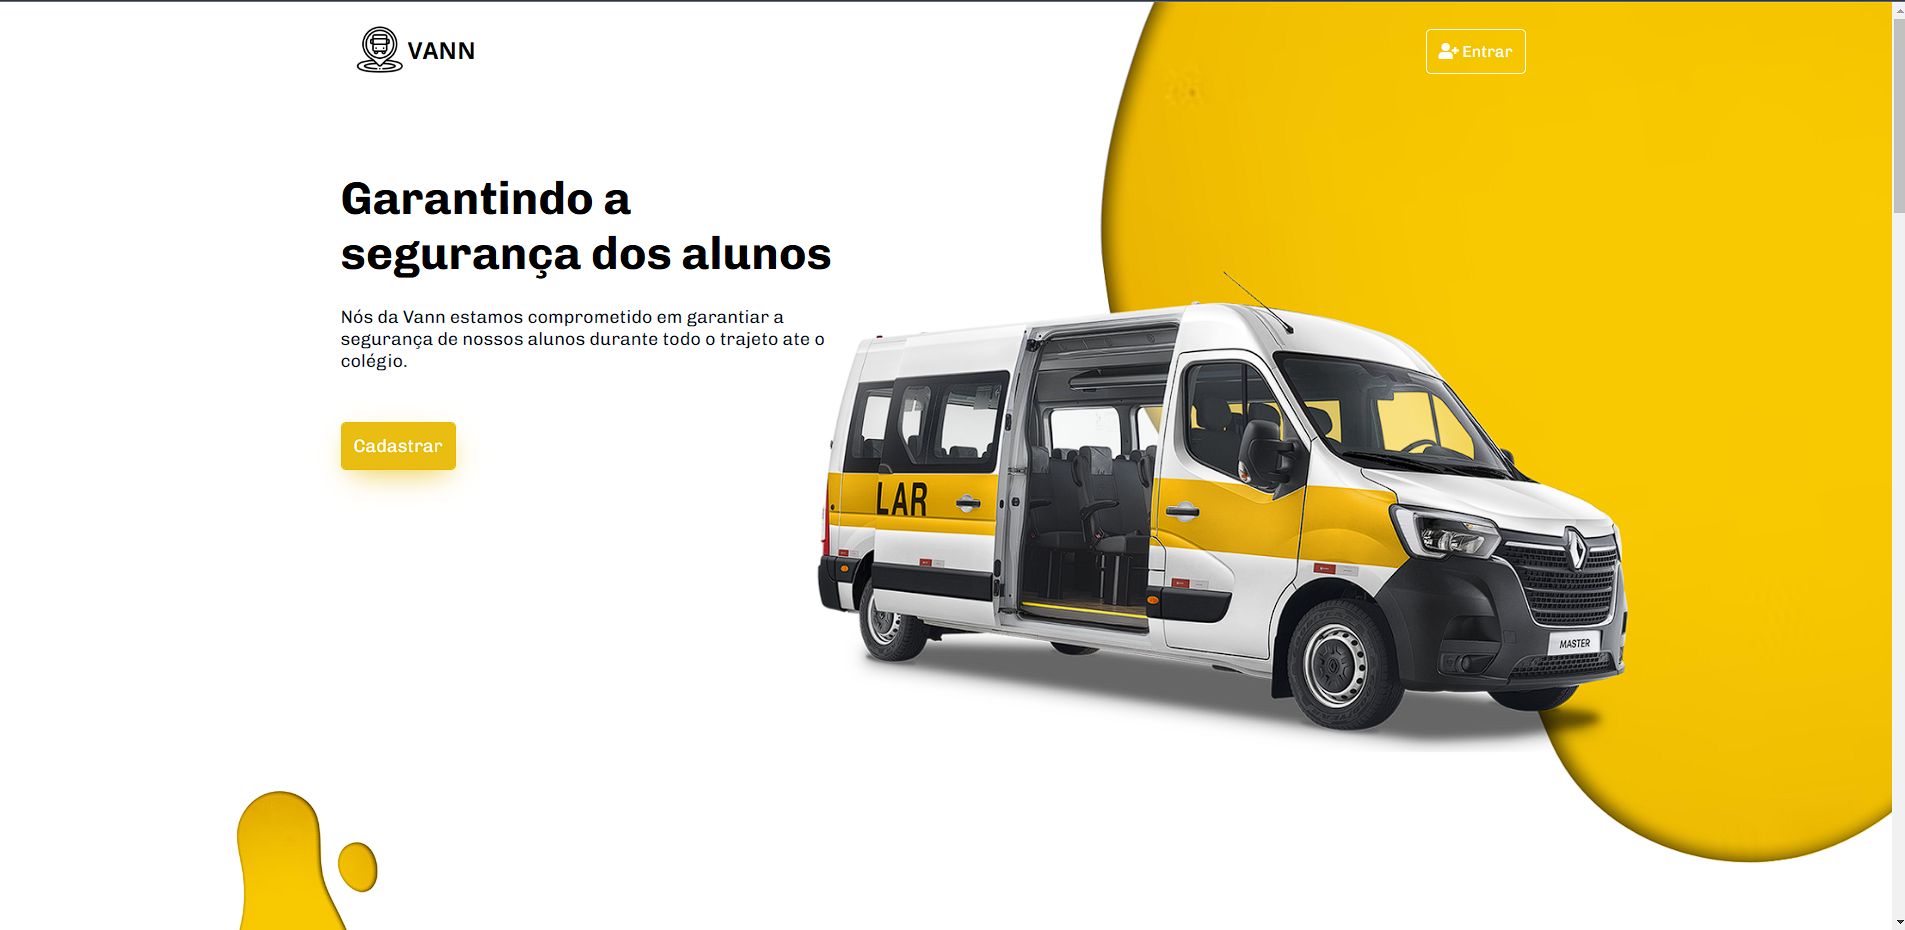 VANN
Entrar
Garantindo a
segurança dos alunos
Nós da Vann estamos comprometido em garantiar a
segurança de nossos alunos durante todo o trajeto ate o
colégio.
Cadastrar
LAR
MASTER